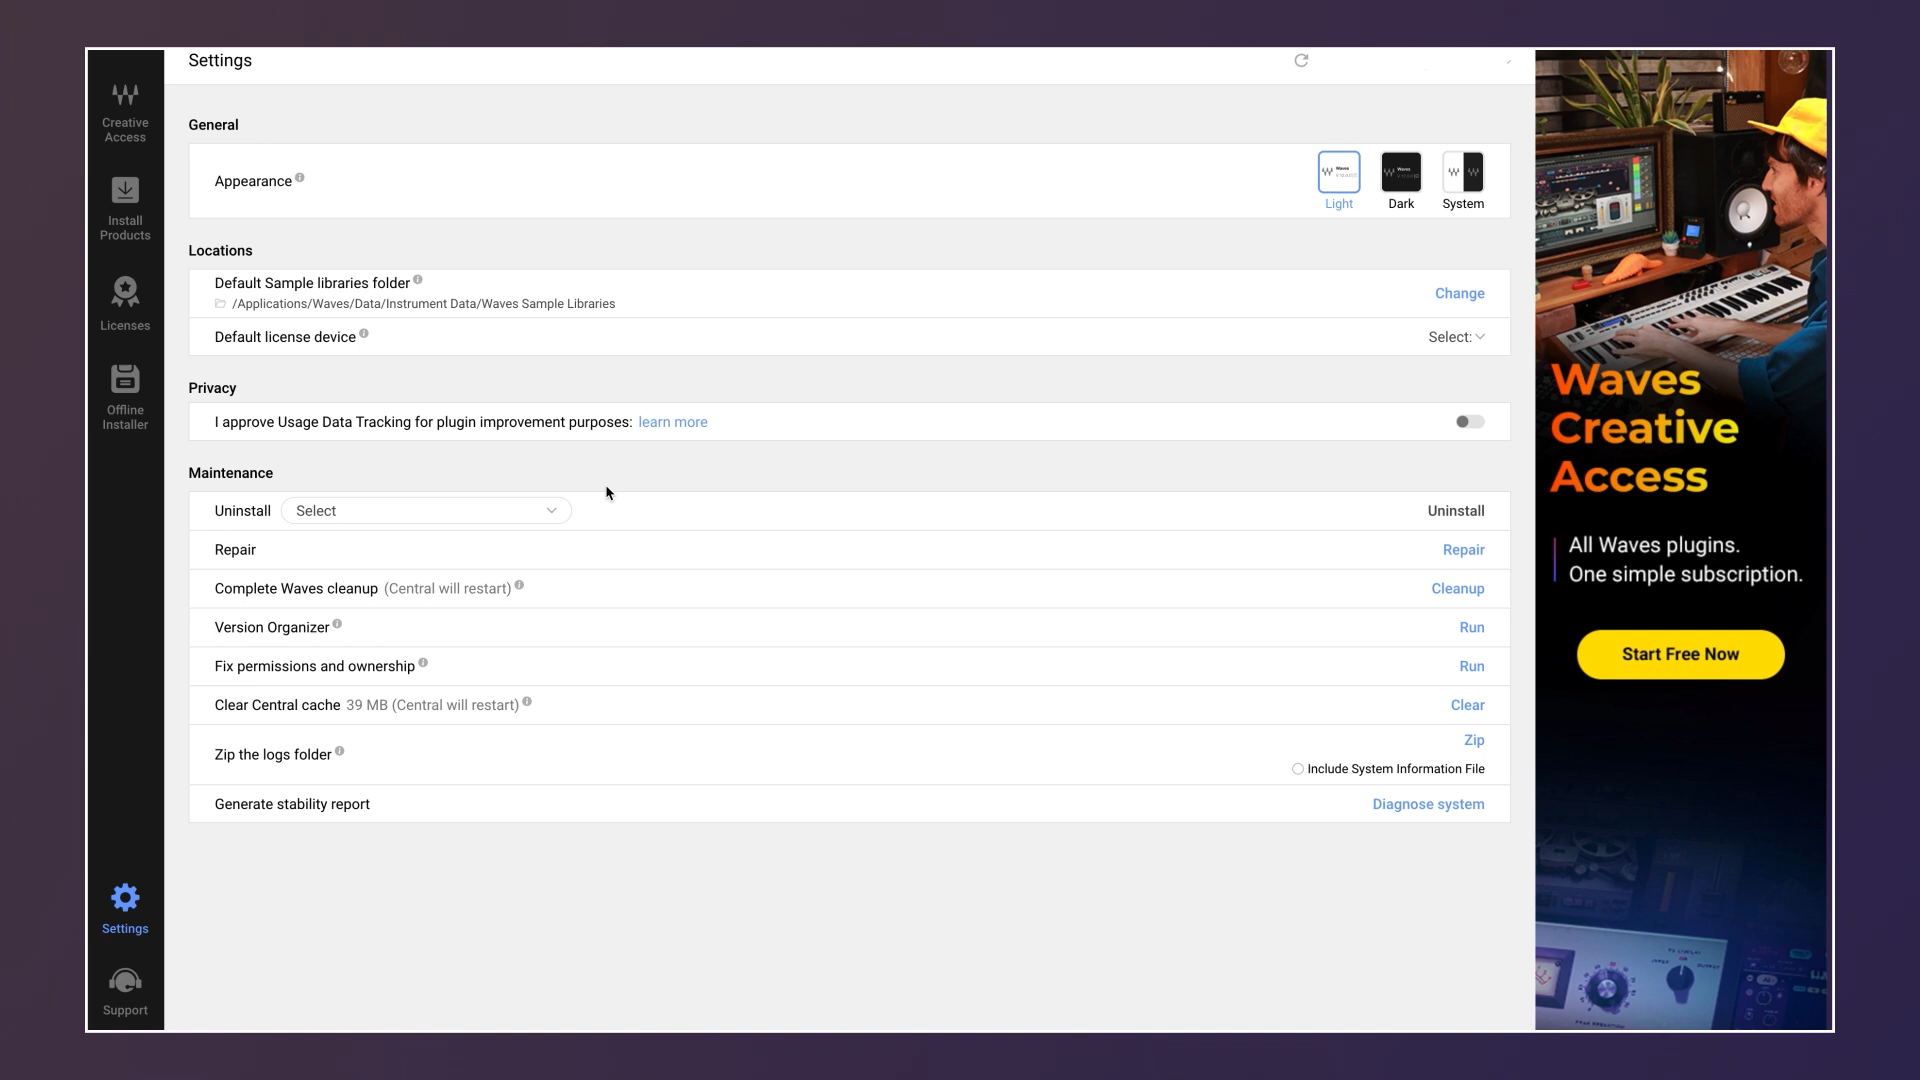 Settings
Creative
Access
Install
Products
Licenses
Offline
Installer
Settings
Support
General
Appearance
Light
Dark
System
Locations
Default Sample libraries folder
/Applications/Waves/Data/Instrument Data/Waves Sample Libraries
Change
Default license device
Select:
Privacy
I approve Usage Data Tracking for plugin improvement purposes: learn more
Maintenance
Uninstall Select Uninstall
Repair Repair
Complete Waves cleanup (Central will restart) Cleanup
Version Organizer Run
Fix permissions and ownership Run
Clear Central cache 39 MB (Central will restart) Clear
Zip the logs folder Zip
Include System Information File
Generate stability report Diagnose system
Waves
Creative
Access
All Waves plugins.
One simple subscription.
Start Free Now